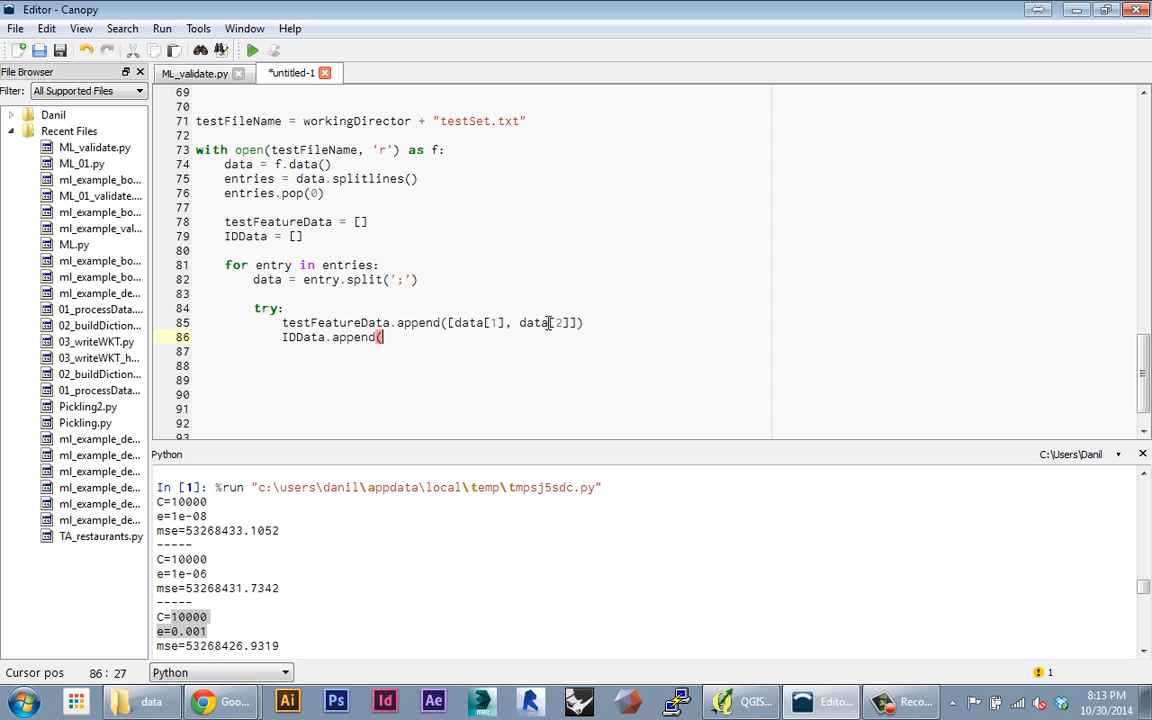 Editor - Canopy
File Edit View Search Run Tools Window Help
File Browser
Filter: All Supported Files
Danil
Recent Files
ML_validate.py
ML_01.py
ml_example_bo...
ML_01_validate....
ml_example_bo...
ml_example_val...
ML.py
ml_example_bo...
ml_example_bo...
ml_example_de...
01_processData....
02_buildDiction...
03_writeWKT.py
03_writeWKT_h...
02_buildDiction...
01_processData...
Pickling2.py
Pickling.py
ml_example_de...
ml_example_de...
ml_example_de...
ml_example_de...
ml_example_de...
ml_example_de...
TA_restaurants.py
ML_validate.py *untitled-1
69
70
71 testFileName = workingDirector + "testSet.txt"
72
73 with open(testFileName, 'r') as f:
74 data = f.data()
75 entries = data.splitlines()
76 entries.pop(0)
77
78 testFeatureData = []
79 IDData = []
80
81 for entry in entries:
82 data = entry.split(';')
83
84 try:
85 testFeatureData.append([data[1], data[2]])
86 IDData.append(
87
88
89
90
91
92
93
Python C:\Users\Danil
In [1]: %run "c:\users\danil\appdata\local\temp\tmpsj5sdc.py"
C=10000
e=1e-08
mse=53268433.1052
-----
C=10000
e=1e-06
mse=53268431.7342
-----
C=10000
e=0.001
mse=53268426.9319
Cursor pos 86 : 27 Python 1
data Goo... Ai Ps Id Ae R QGIS... Edito... Reco... 8:13 PM
10/30/2014